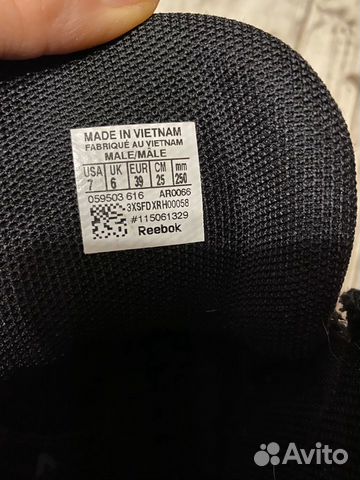 MADE IN VIETNAM
FABRIQUÉ AU VIETNAM
MALE/MÂLE
USA UK EUR CM mm
7 6 39 25 250
059503 616 AR0066
3XSFDXRH00058
#115061329
Reebok
Avito